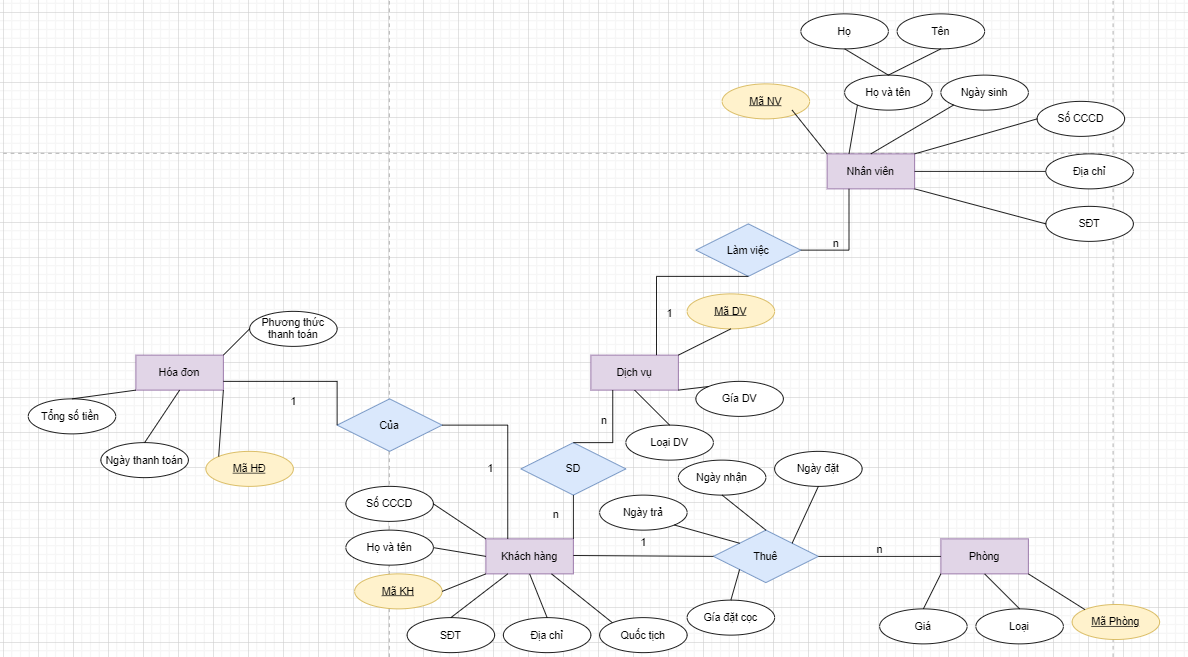 Họ
Tên
Mã NV
Họ và tên
Ngày sinh
Số CCCD
Nhân viên
Địa chỉ
SĐT
Làm việc
n
1
Mã DV
Phương thức
thanh toán
Hóa đơn
Dịch vụ
1
Gía DV
Tổng số tiền
Của
n
Loại DV
Ngày thanh toán
Mã HĐ
1
SD
Ngày nhận
Ngày đặt
Số CCCD
n
Ngày trả
Họ và tên
1
Khách hàng
Thuê
n
Phòng
Mã KH
Gía đặt cọc
SĐT
Địa chỉ
Quốc tịch
Giá
Loại
Mã Phòng